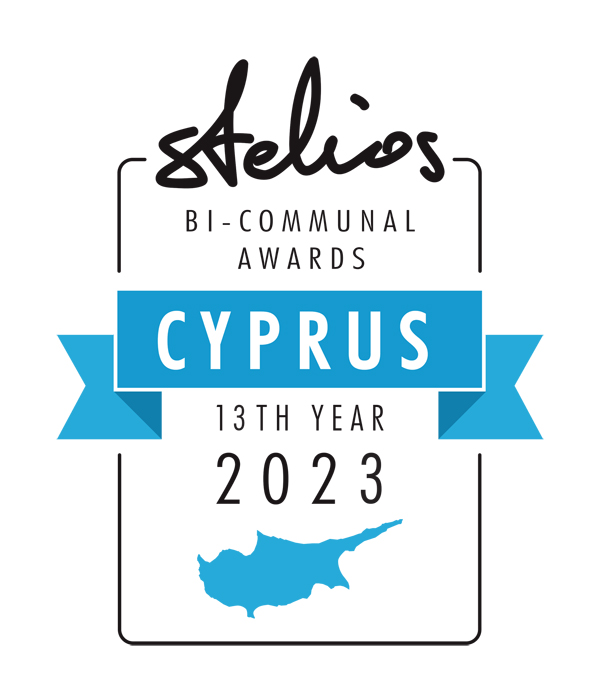 stelios
BI-COMMUNAL
AWARDS
CYPRUS
13TH YEAR
2023